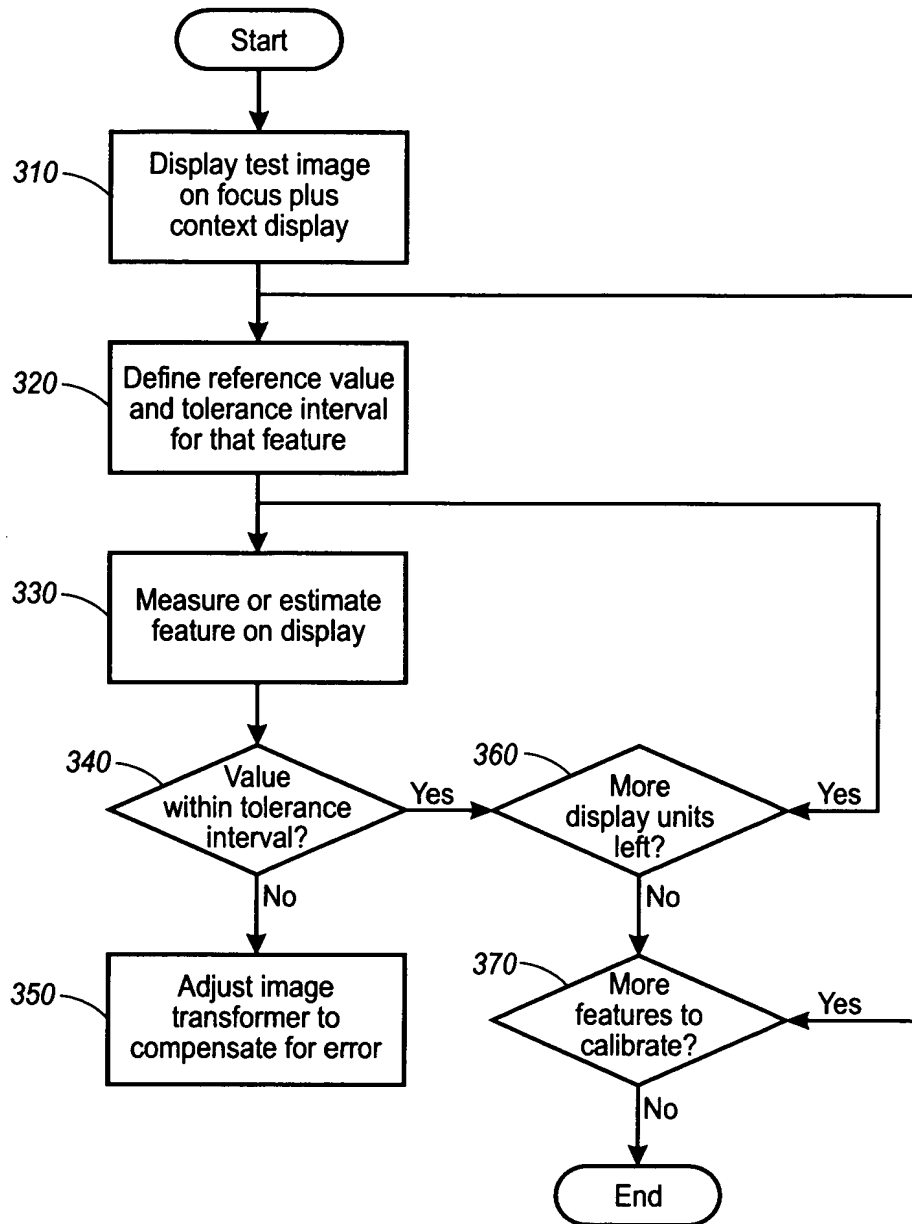 Start
310
Display test image
on focus plus
context display
320
Define reference value
and tolerance interval
for that feature
330
Measure or estimate
feature on display
340
Value
within tolerance
interval?
Yes
360
More
display units
left?
Yes
No
No
350
Adjust image
transformer to
compensate for error
370
More
features to
calibrate?
Yes
No
End